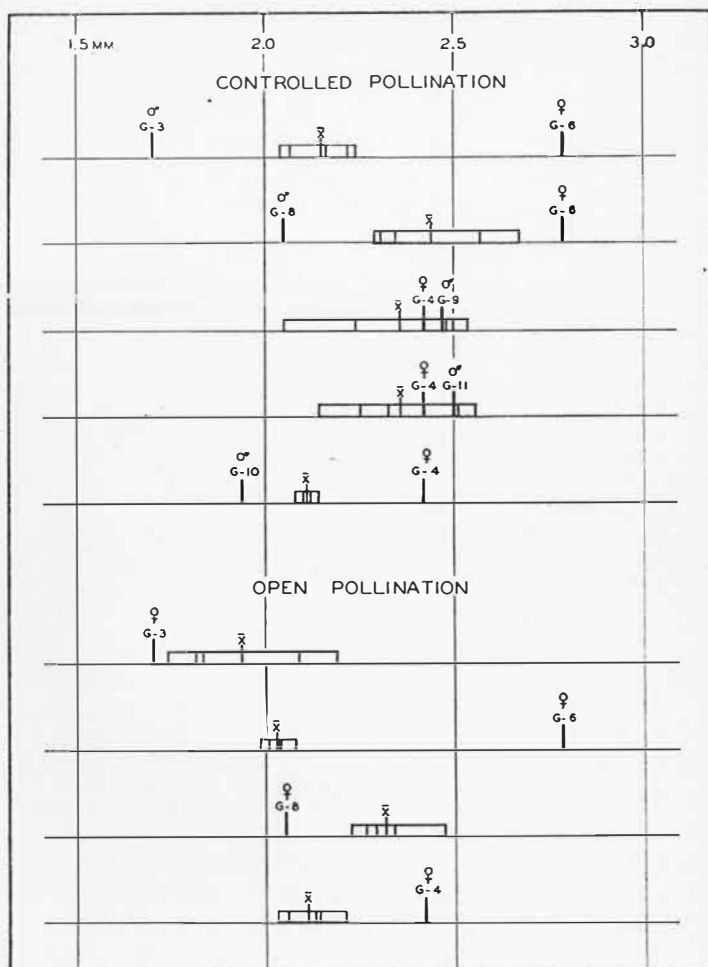 1.5 MM 2.0 2.5 3.0
CONTROLLED POLLINATION
♂ ♀
G-3 x̄ G-6
♂ ♀
G-8 x̄ G-6
♀ ♂
x̄ G-4 G-9
♀ ♂
x̄ G-4 G-11
♂ ♀
G-10 x̄ G-4
OPEN POLLINATION
♀
G-3 x̄
♀
x̄ G-6
♀
G-8 x̄
♀
x̄ G-4